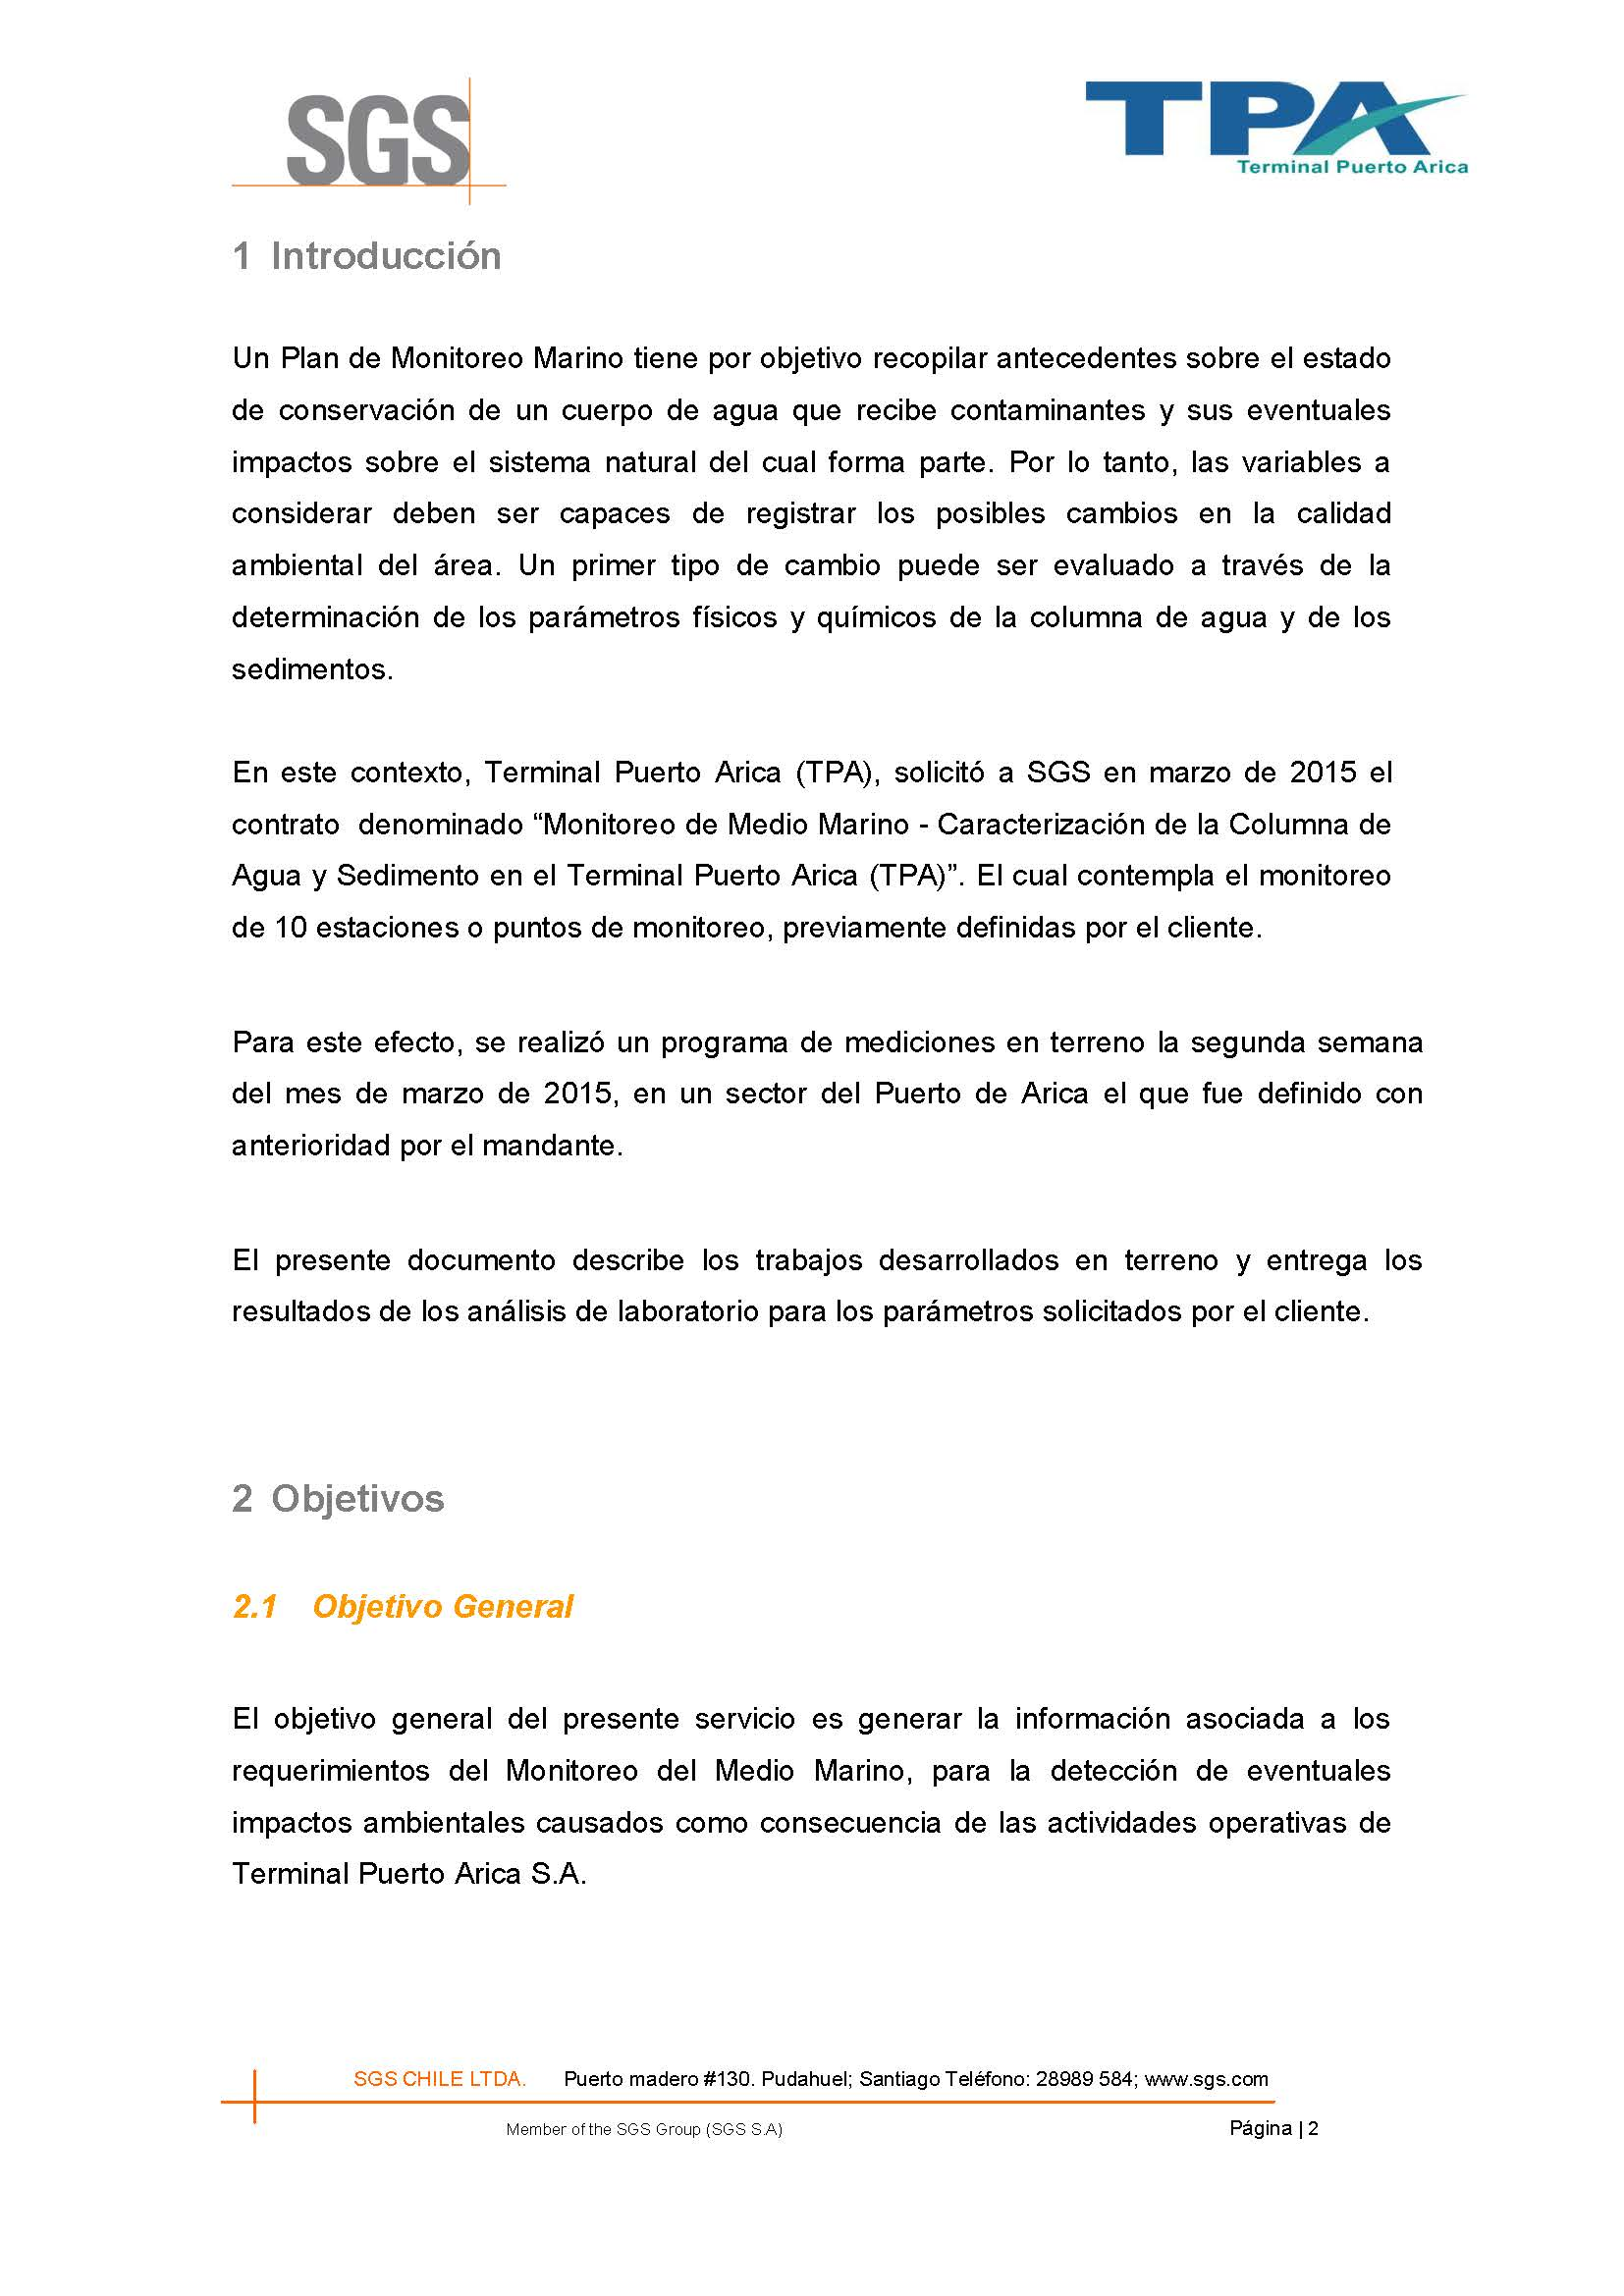 SGS
TPA
Terminal Puerto Arica
1 Introducción
Un Plan de Monitoreo Marino tiene por objetivo recopilar antecedentes sobre el estado
de conservación de un cuerpo de agua que recibe contaminantes y sus eventuales
impactos sobre el sistema natural del cual forma parte. Por lo tanto, las variables a
considerar deben ser capaces de registrar los posibles cambios en la calidad
ambiental del área. Un primer tipo de cambio puede ser evaluado a través de la
determinación de los parámetros físicos y químicos de la columna de agua y de los
sedimentos.
En este contexto, Terminal Puerto Arica (TPA), solicitó a SGS en marzo de 2015 el
contrato denominado “Monitoreo de Medio Marino - Caracterización de la Columna de
Agua y Sedimento en el Terminal Puerto Arica (TPA)”. El cual contempla el monitoreo
de 10 estaciones o puntos de monitoreo, previamente definidas por el cliente.
Para este efecto, se realizó un programa de mediciones en terreno la segunda semana
del mes de marzo de 2015, en un sector del Puerto de Arica el que fue definido con
anterioridad por el mandante.
El presente documento describe los trabajos desarrollados en terreno y entrega los
resultados de los análisis de laboratorio para los parámetros solicitados por el cliente.
2 Objetivos
2.1 Objetivo General
El objetivo general del presente servicio es generar la información asociada a los
requerimientos del Monitoreo del Medio Marino, para la detección de eventuales
impactos ambientales causados como consecuencia de las actividades operativas de
Terminal Puerto Arica S.A.
SGS CHILE LTDA. Puerto madero #130. Pudahuel; Santiago Teléfono: 28989 584; www.sgs.com
Member of the SGS Group (SGS S.A) Página | 2